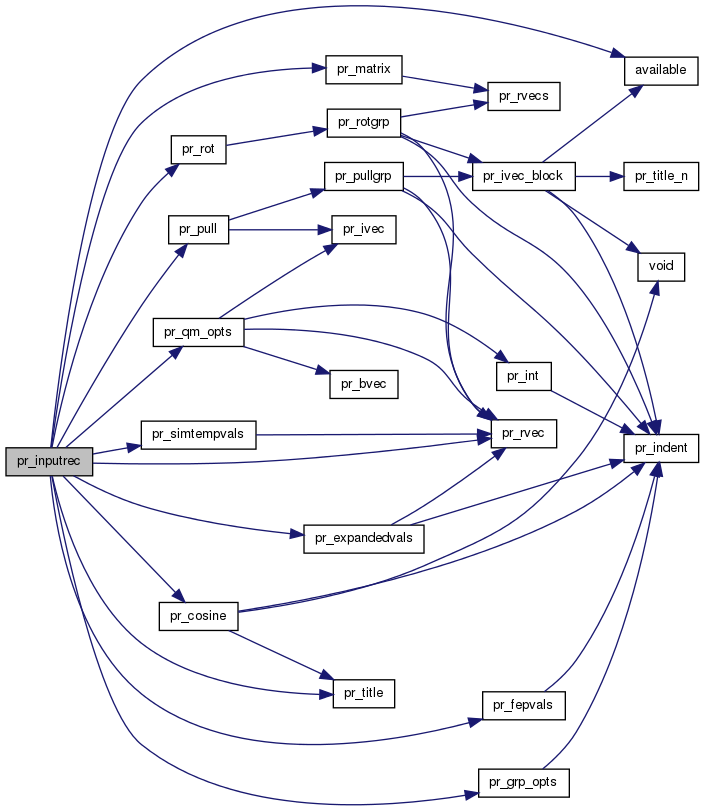 available
pr_matrix
pr_rvecs
pr_rotgrp
pr_rot
pr_pullgrp
pr_ivec_block
pr_title_n
pr_pull
pr_ivec
void
pr_qm_opts
pr_int
pr_bvec
pr_simtempvals
pr_rvec
pr_indent
pr_inputrec
pr_expandedvals
pr_cosine
pr_title
pr_fepvals
pr_grp_opts